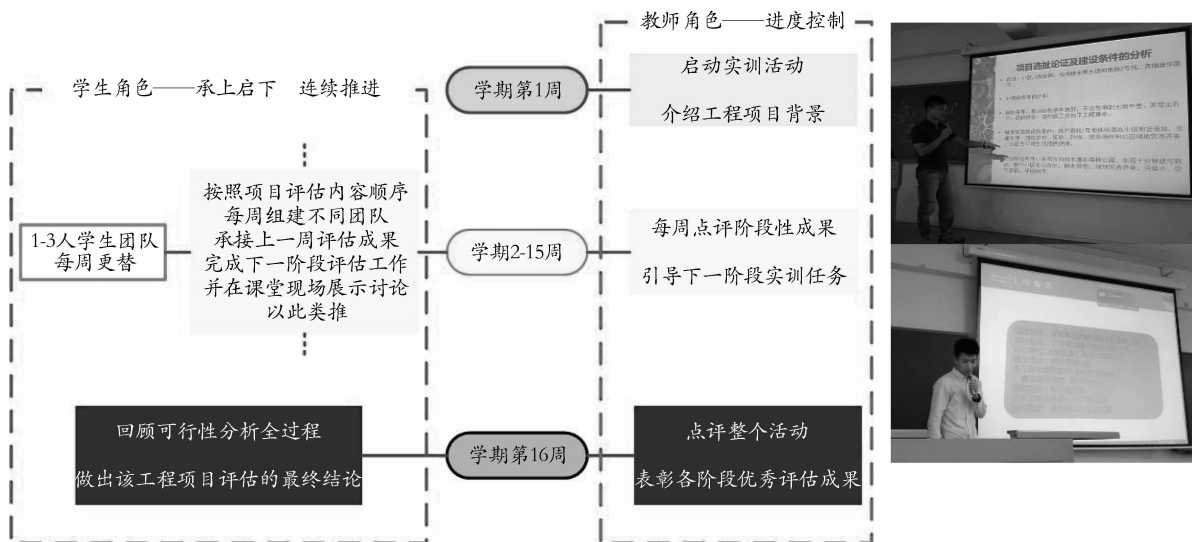 学生角色——承上启下 连续推进
1-3人学生团队
每周更替
按照项目评估内容顺序
每周组建不同团队
承接上一周评估成果
完成下一阶段评估工作
并在课堂现场展示讨论
以此类推
回顾可行性分析全过程
做出该工程项目评估的最终结论
学期第1周
学期2-15周
学期第16周
教师角色——进度控制
启动实训活动
介绍工程项目背景
每周点评阶段性成果
引导下一阶段实训任务
点评整个活动
表彰各阶段优秀评估成果
项目选址论证及建设条件的分析